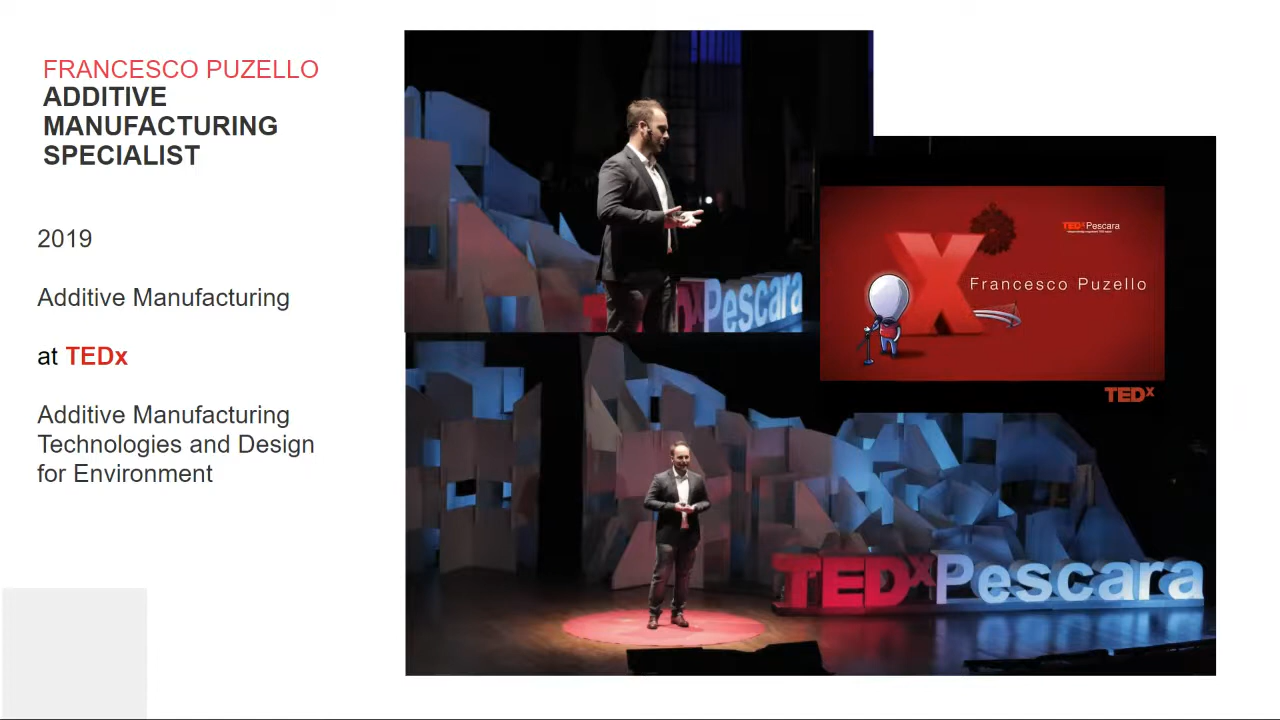 FRANCESCO PUZELLO
ADDITIVE
MANUFACTURING
SPECIALIST
2019
Additive Manufacturing
at TEDx
Additive Manufacturing
Technologies and Design
for Environment
xPescara
TEDxPescara
Francesco Puzello
TEDx
TEDxPescara